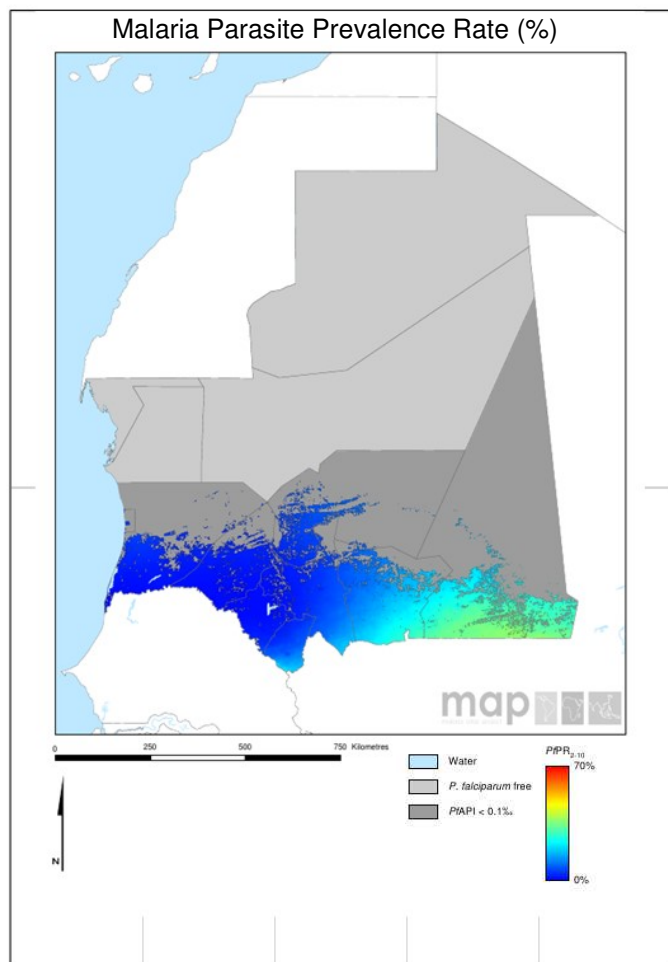 Malaria Parasite Prevalence Rate (%)
map
0 250 500 750 Kilometres
N
Water
P. falciparum free
PfAPI < 0.1‰
PfPR2-10
70%
0%